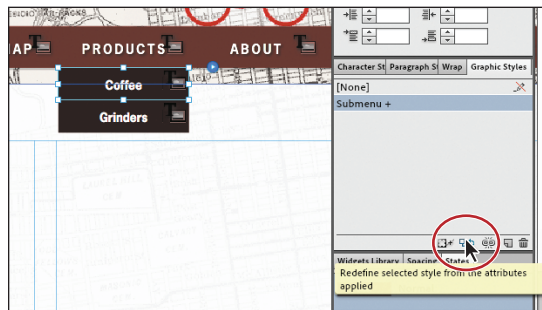 AP
PRODUCTS
ABOUT
Coffee
Grinders
Character St Paragraph St Wrap Graphic Styles
[None]
Submenu +
Widgets Library Spacing States
Redefine selected style from the attributes
applied